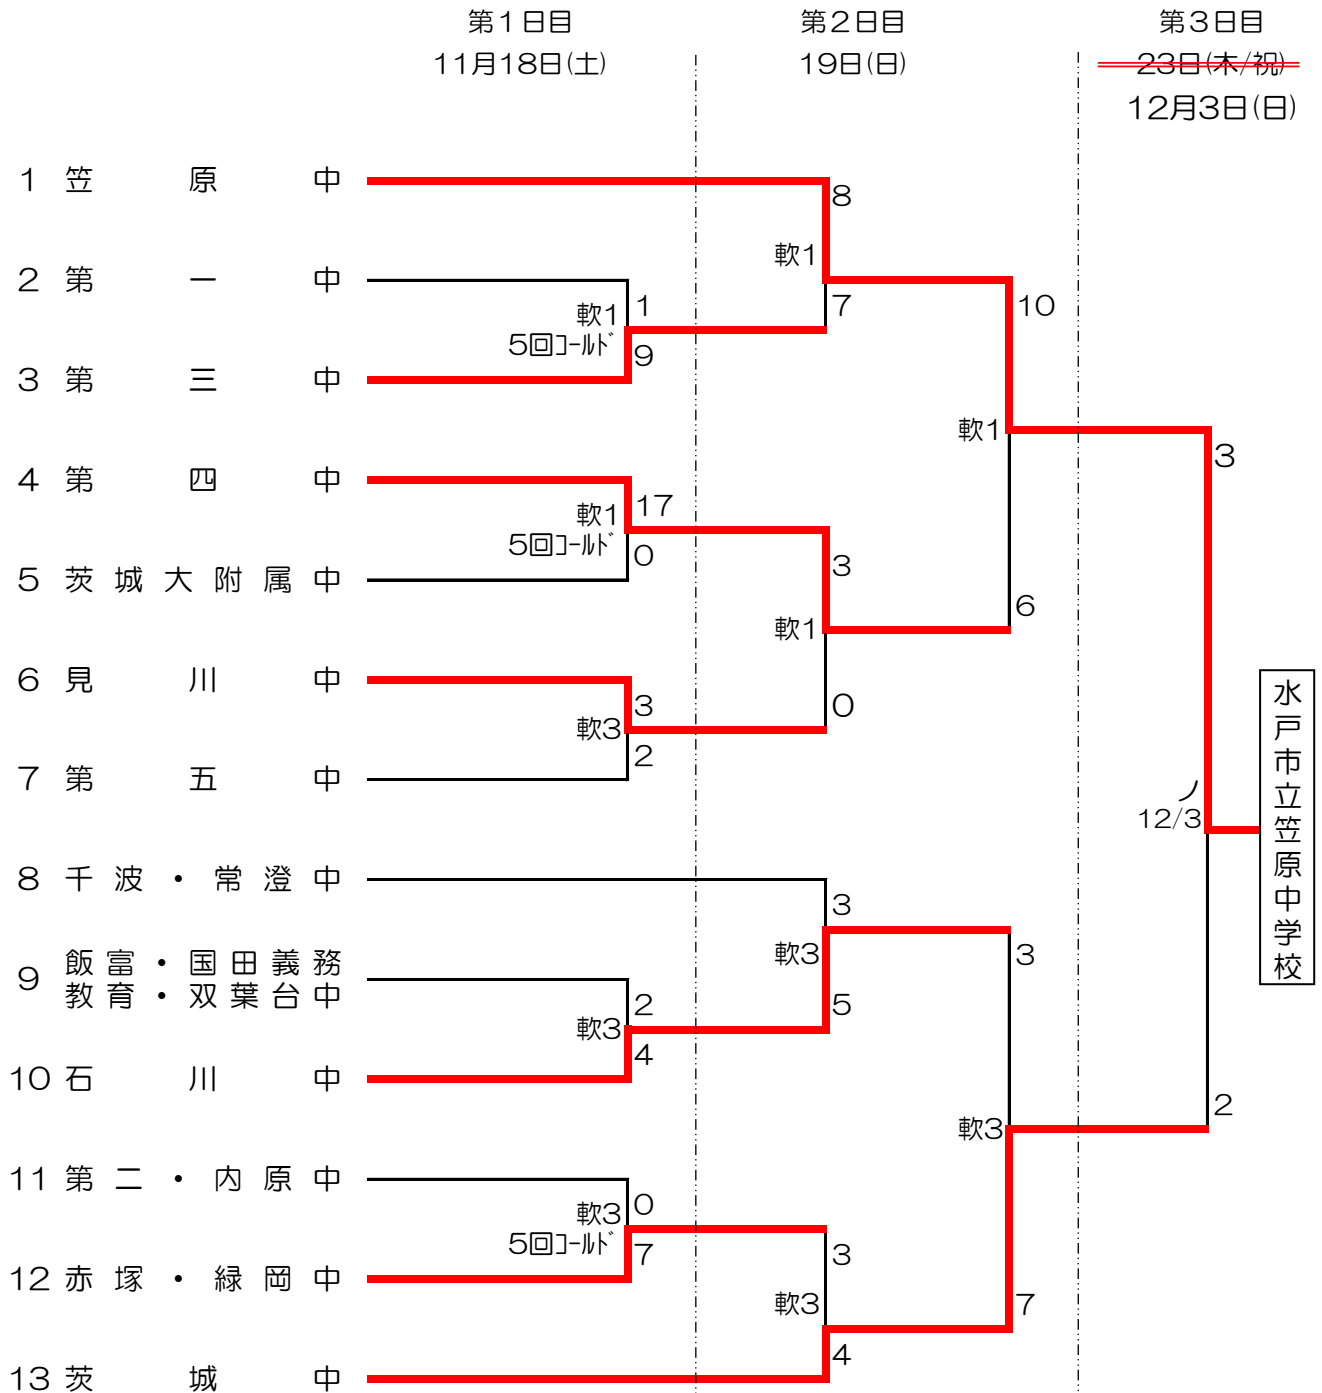 第1日目
11月18日(土)
第2日目
19日(日)
第3日目
23日(木/祝)
12月3日(日)
1 笠原中
8
軟1
2 第一中
1
軟1
5回ｺｰﾙﾄﾞ
9
7
10
3 第三中
軟1
3
4 第四中
17
軟1
5回ｺｰﾙﾄﾞ
0
3
5 茨城大附属中
軟1
6
6 見川中
3
軟3
2
0
7 第五中
ノ
12/3
水戸市立笠原中学校
8 千波・常澄中
3
軟3
5
3
9 飯富・国田義務
教育・双葉台中
2
軟3
4
10 石川中
軟3
2
11 第二・内原中
0
軟3
5回ｺｰﾙﾄﾞ
7
3
12 赤塚・緑岡中
軟3
7
4
13 茨城中